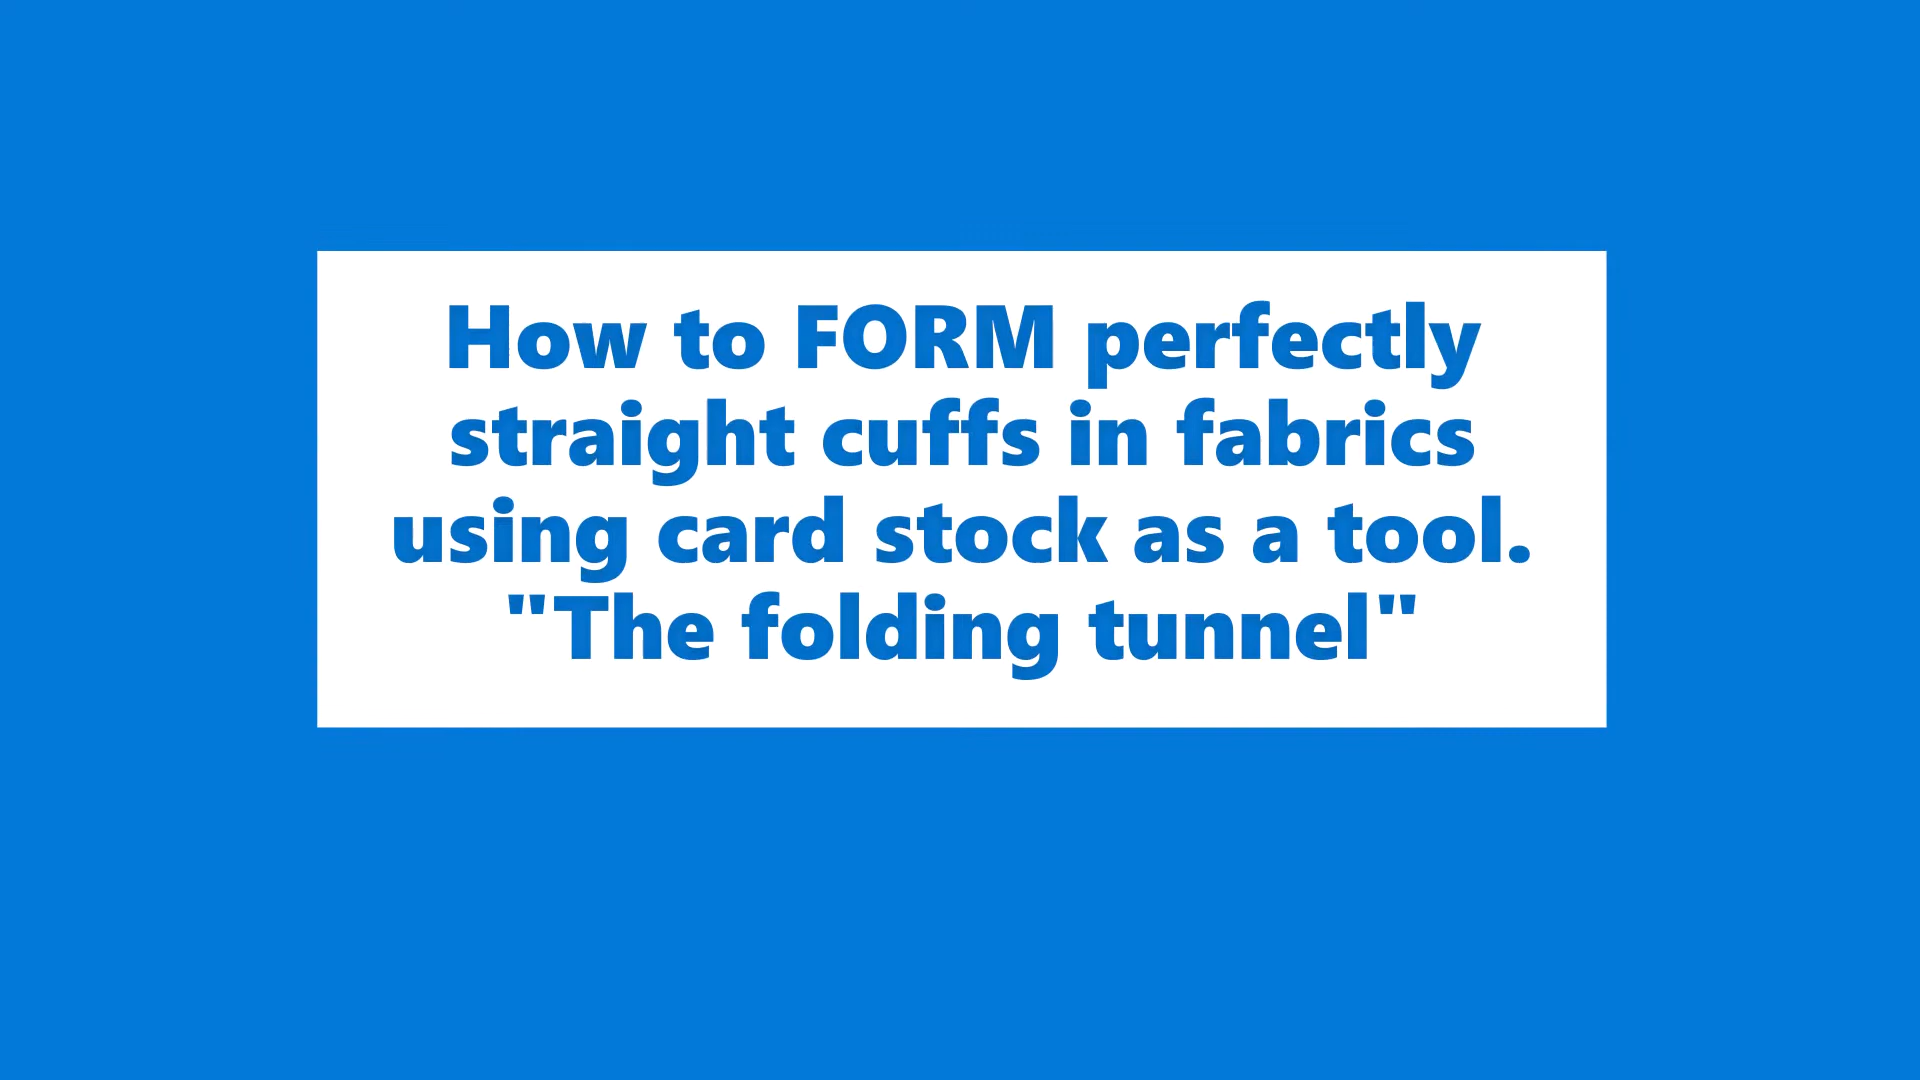 How to FORM perfectly
straight cuffs in fabrics
using card stock as a tool.
"The folding tunnel"